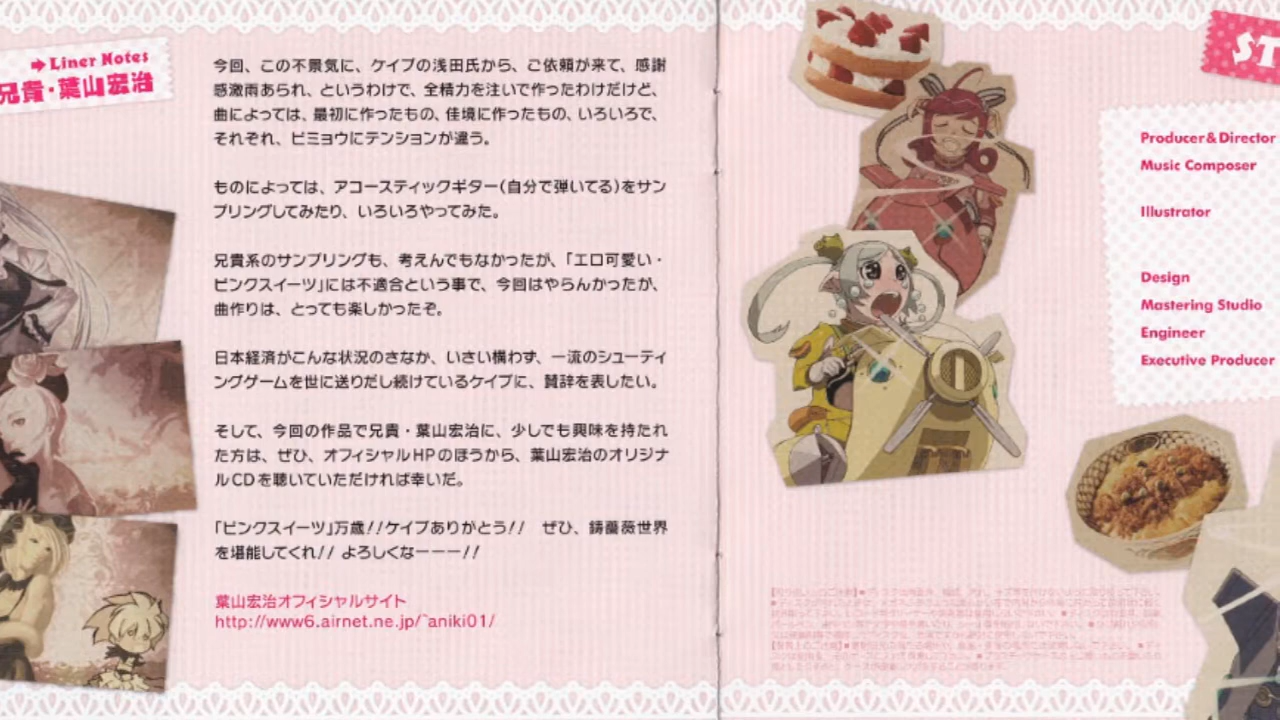 Liner Notes
兄貴・葉山宏治
今回、この不景気に、ケイブの浅田氏から、ご依頼が来て、感謝
感激雨あられ、というわけで、全精力を注いで作ったわけだけど、
曲によっては、最初に作ったもの、佳境に作ったもの、いろいろで、
それぞれ、ビミョウにテンションが違う。
ものによっては、アコースティックギター(自分で弾いてる)をサン
プリングしてみたり、いろいろやってみた。
兄貴系のサンプリングも、考えんでもなかったが、「エロ可愛い・
ピンクスイーツ」には不適合という事で、今回はやらんかったが、
曲作りは、とっても楽しかったぞ。
日本経済がこんな状況のさなか、いさい構わず、一流のシューティ
ングゲームを世に送りだし続けているケイブに、賛辞を表したい。
そして、今回の作品で兄貴・葉山宏治に、少しでも興味を持たれ
た方は、ぜひ、オフィシャルHPのほうから、葉山宏治のオリジナ
ルCDを聴いていただければ幸いだ。
「ピンクスイーツ」万歳!!ケイブありがとう!! ぜひ、鋳薔薇世界
を堪能してくれ!! よろしくなーーー!!
葉山宏治オフィシャルサイト
http://www6.airnet.ne.jp/~aniki01/
ST
Producer & Director
Music Composer
Illustrator
Design
Mastering Studio
Engineer
Executive Producer